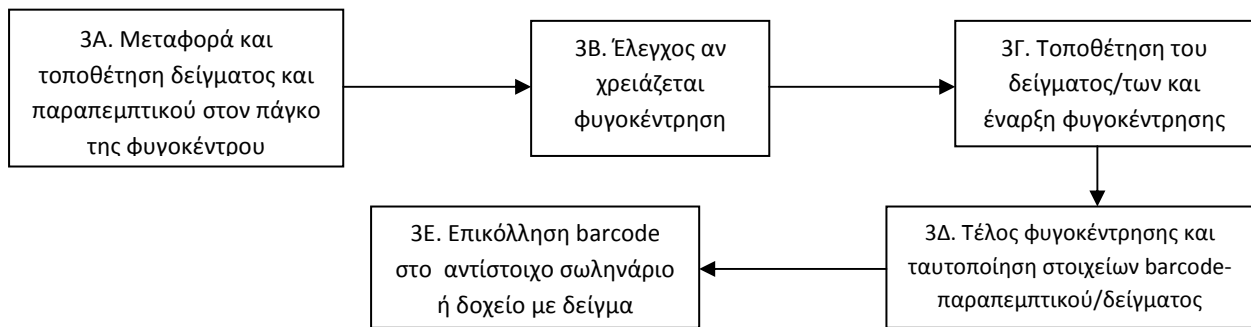 3Α. Μεταφορά και
τοποθέτηση δείγματος και
παραπεμπτικού στον πάγκο
της φυγοκέντρου
3Β. Έλεγχος αν
χρειάζεται
φυγοκέντρηση
3Γ. Τοποθέτηση του
δείγματος/των και
έναρξη φυγοκέντρησης
3Δ. Τέλος φυγοκέντρησης και
ταυτοποίηση στοιχείων barcode-
παραπεμπτικού/δείγματος
3Ε. Επικόλληση barcode
στο αντίστοιχο σωληνάριο
ή δοχείο με δείγμα